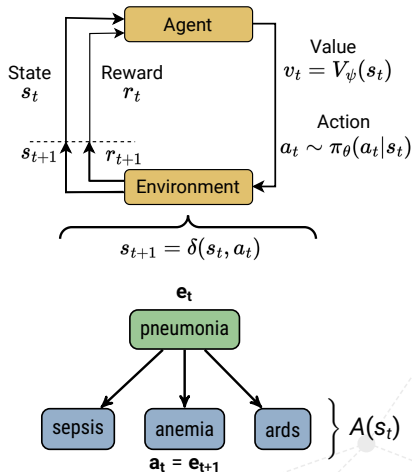 Agent
State
s_t
Reward
r_t
Value
v_t = V_ψ(s_t)
Action
a_t ∼ π_θ(a_t|s_t)
s_{t+1}
r_{t+1}
Environment
s_{t+1} = δ(s_t, a_t)
e_t
pneumonia
sepsis
anemia
ards
A(s_t)
a_t = e_{t+1}